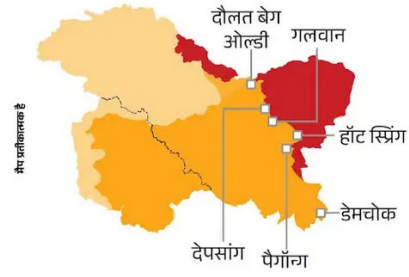 दौलत बेग
ओल्डी
गलवान
हॉट स्प्रिंग
डेमचोक
देपसांग
पैगॉन्ग
मैप प्रतीकात्मक है